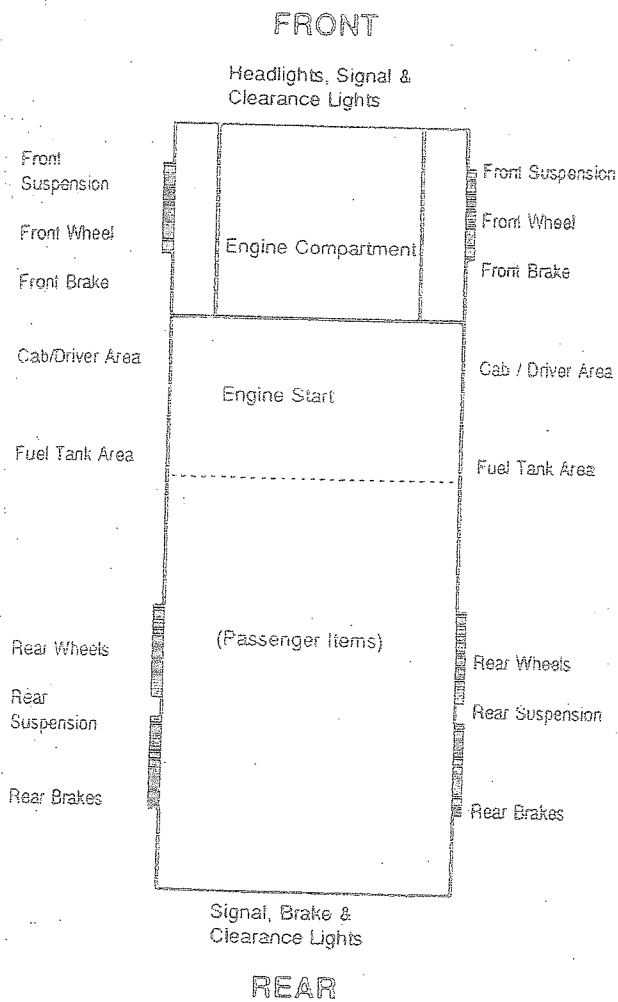 FRONT
Headlights, Signal &
Clearance Lights
Front
Suspension
Front Wheel
Front Brake
Cab/Driver Area
Fuel Tank Area
Rear Wheels
Rear
Suspension
Rear Brakes
Engine Compartment
Engine Start
(Passenger Items)
Front Suspension
Front Wheel
Front Brake
Cab / Driver Area
Fuel Tank Area
Rear Wheels
Rear Suspension
Rear Brakes
Signal, Brake &
Clearance Lights
REAR